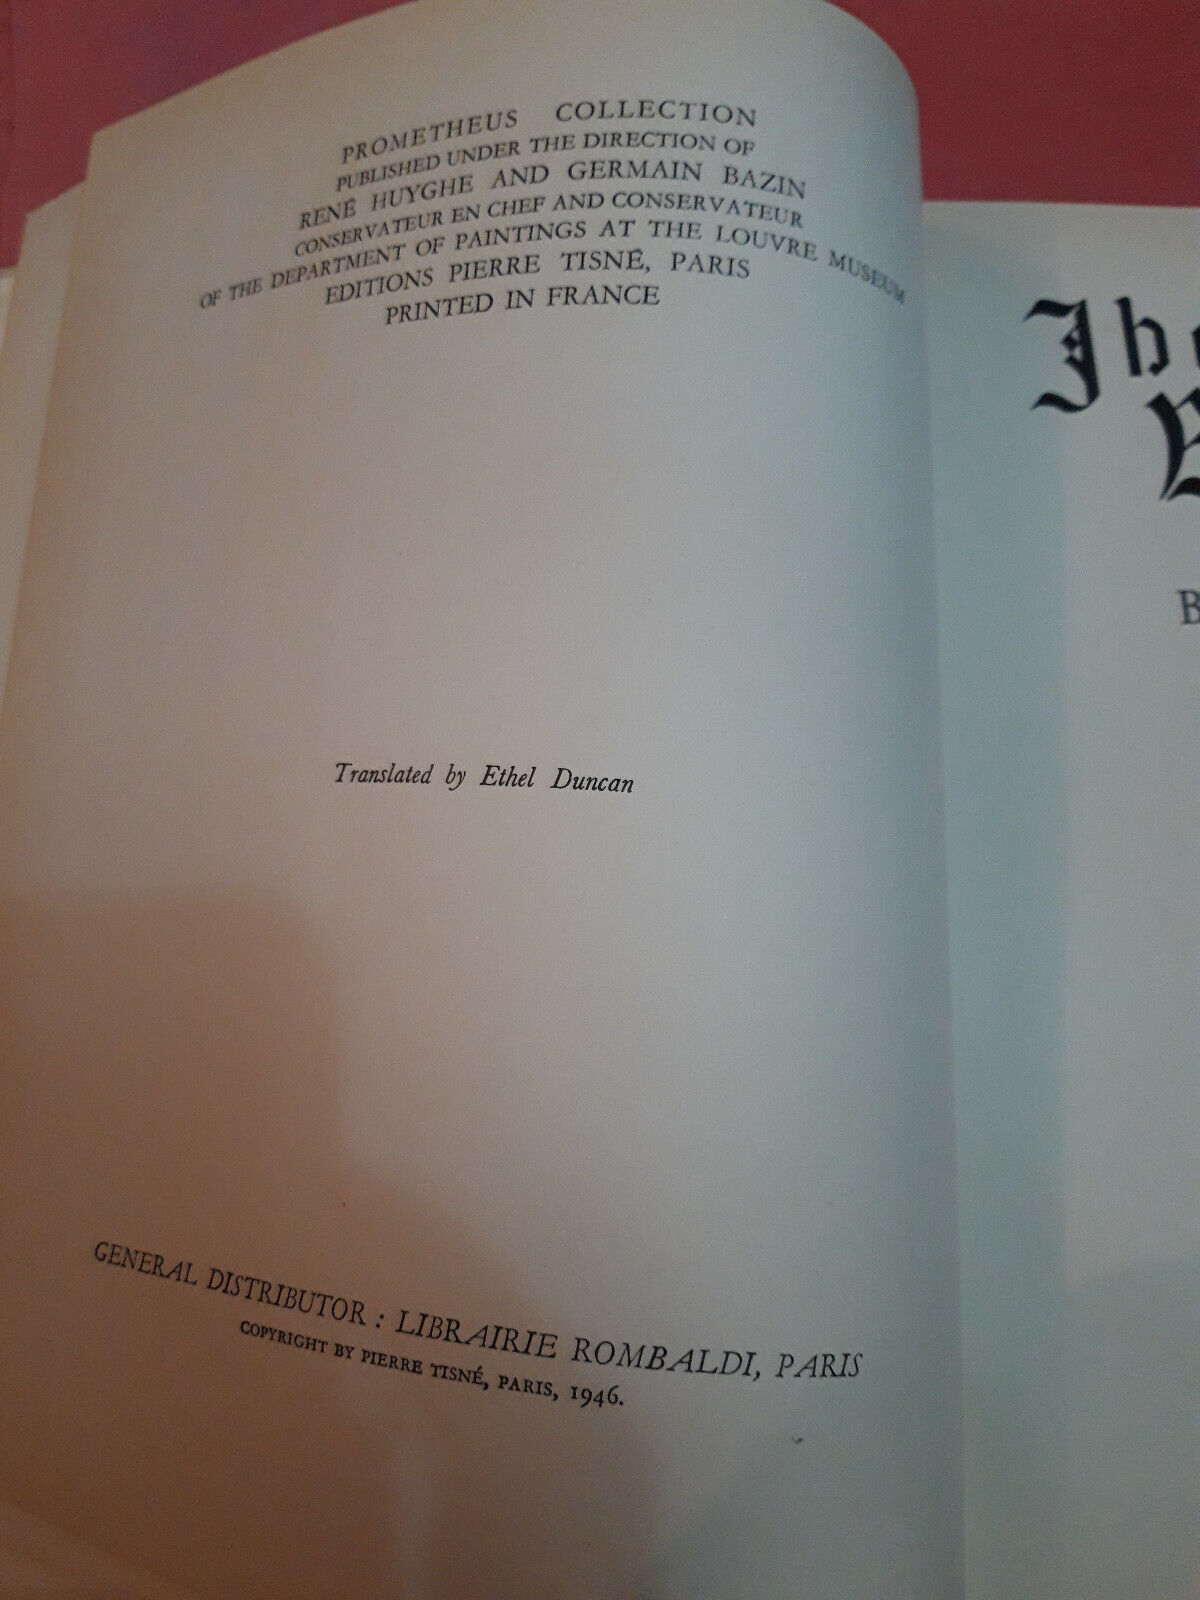 PROMETHEUS COLLECTION
PUBLISHED UNDER THE DIRECTION OF
RENÉ HUYGHE AND GERMAIN BAZIN
CONSERVATEUR EN CHEF AND CONSERVATEUR
OF THE DEPARTMENT OF PAINTINGS AT THE LOUVRE MUSEUM
EDITIONS PIERRE TISNÉ, PARIS
PRINTED IN FRANCE
Translated by Ethel Duncan
GENERAL DISTRIBUTOR : LIBRAIRIE ROMBALDI, PARIS
COPYRIGHT BY PIERRE TISNÉ, PARIS, 1946.